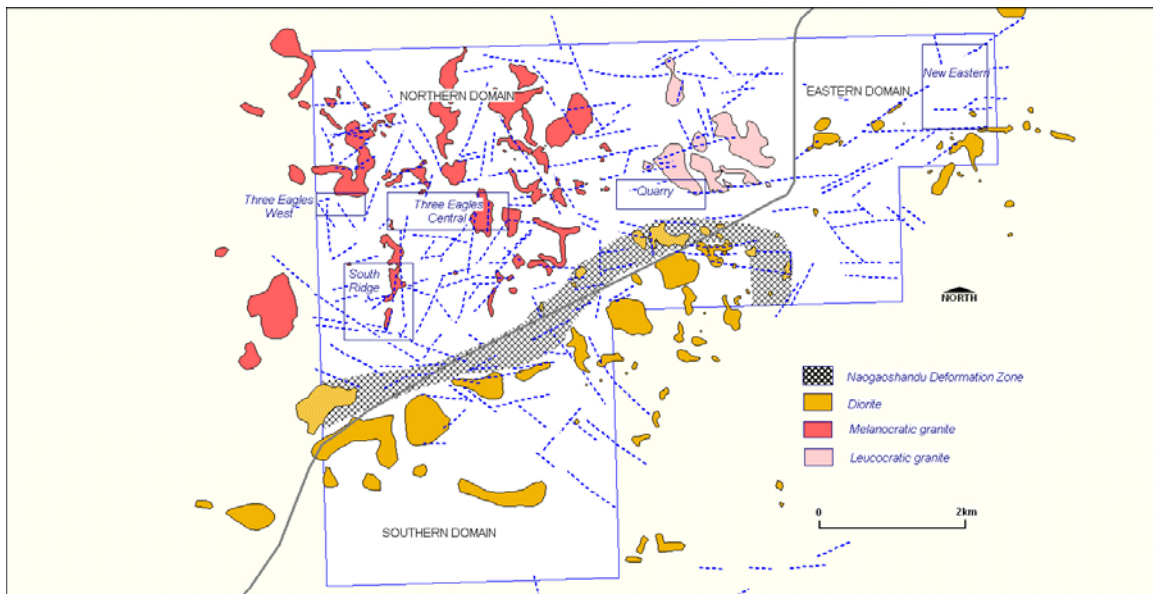 NORTHERN DOMAIN
EASTERN DOMAIN
New Eastern
Three Eagles
West
Three Eagles
Central
Quarry
South
Ridge
NORTH
Naogaoshandu Deformation Zone
Diorite
Melanocratic granite
Leucocratic granite
0
2km
SOUTHERN DOMAIN